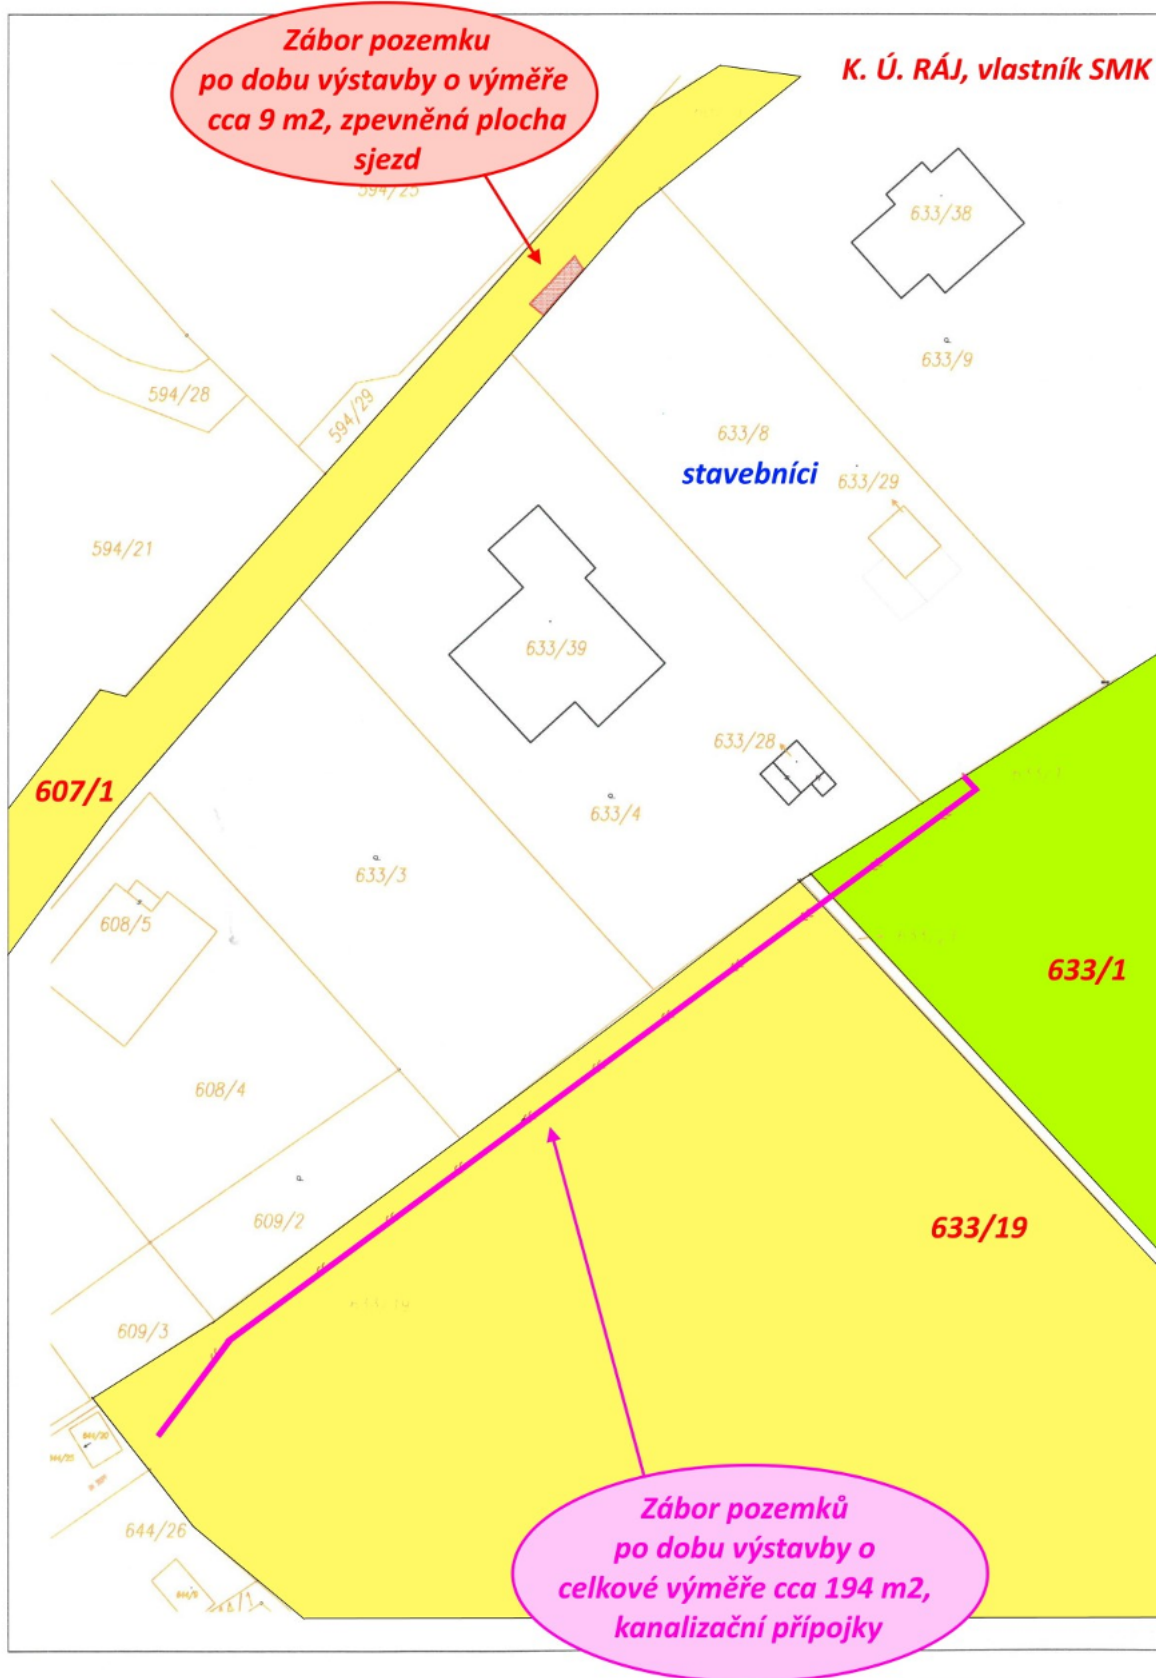 Zábor pozemku
po dobu výstavby o výměře
cca 9 m2, zpevněná plocha
sjezd
K. Ú. RÁJ, vlastník SMK
594/25
633/38
633/9
594/28
594/29
633/8
stavebníci
633/29
594/21
633/39
633/28
607/1
633/4
633/3
608/5
633/1
608/4
609/2
633/19
609/3
644/20
644/26
Zábor pozemků
po dobu výstavby o
celkové výměře cca 194 m2,
kanalizační přípojky